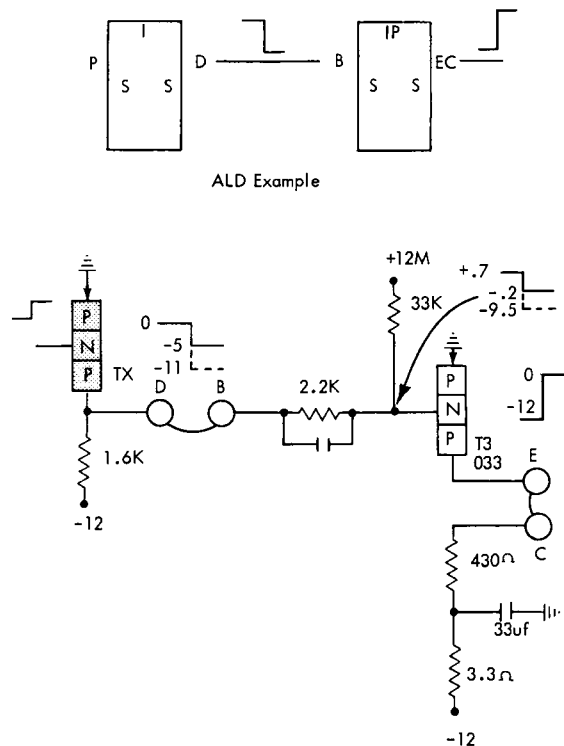 I
IP
P
D
B
EC
S S
S S
ALD Example
+12M
33K
+.7
-.2
-9.5
P
N
P
TX
0
-5
-11
D
B
2.2K
P
N
P
T3
033
0
-12
E
C
1.6K
-12
430Ω
33uf
3.3Ω
-12